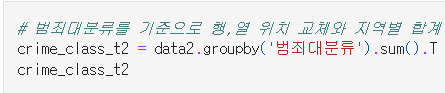 # 범죄대분류를 기준으로 행,열 위치 교체와 지역별 합계
crime_class_t2 = data2.groupby('범죄대분류').sum().T
crime_class_t2